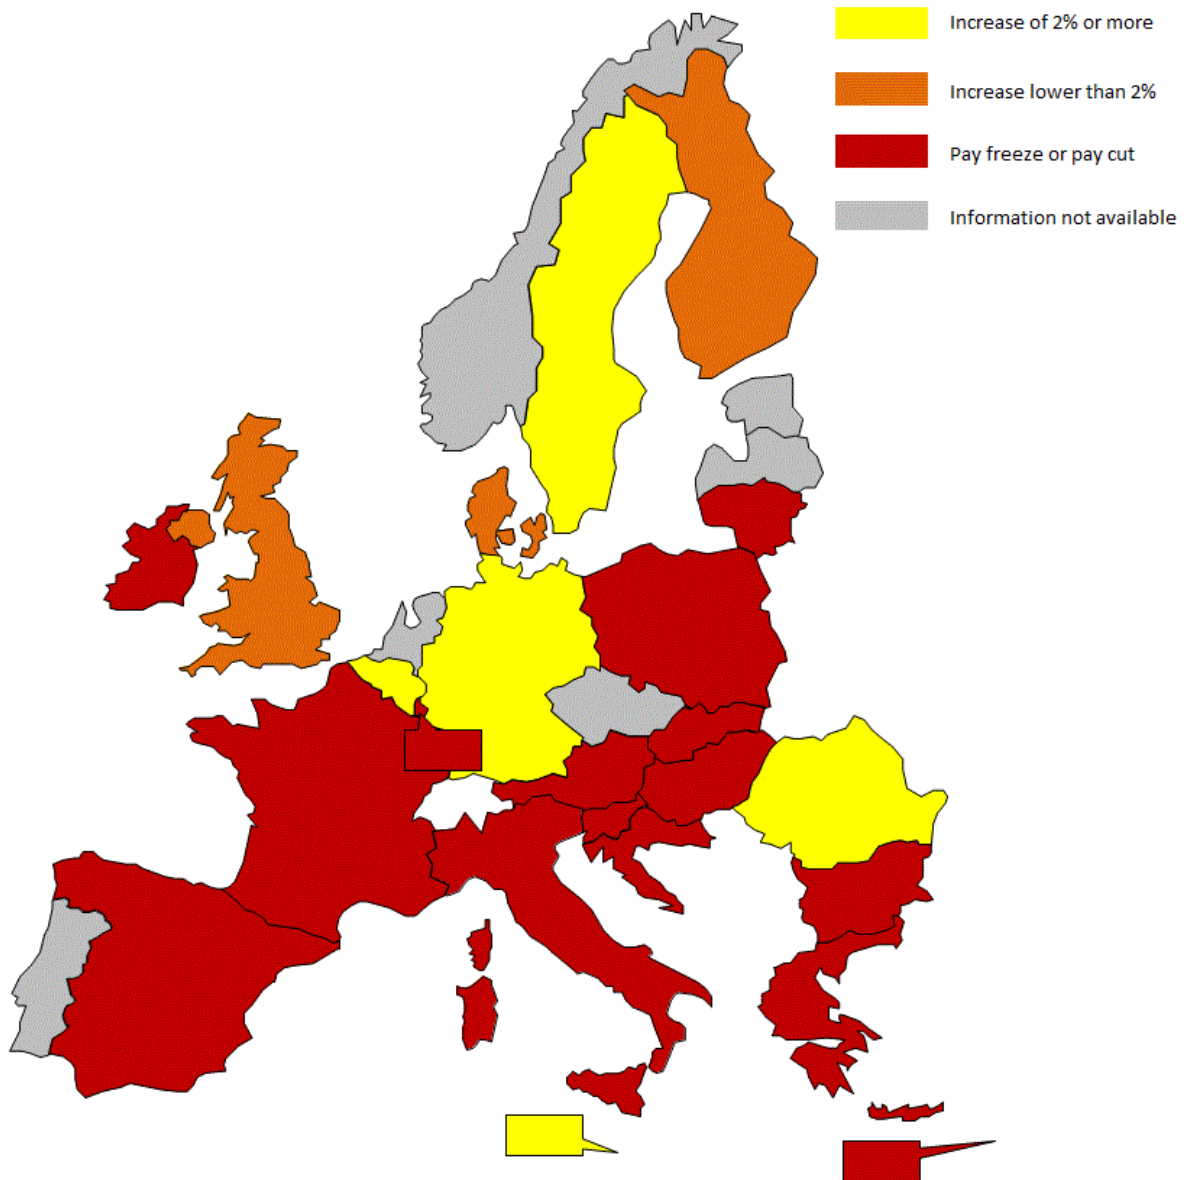 Increase of 2% or more
Increase lower than 2%
Pay freeze or pay cut
Information not available